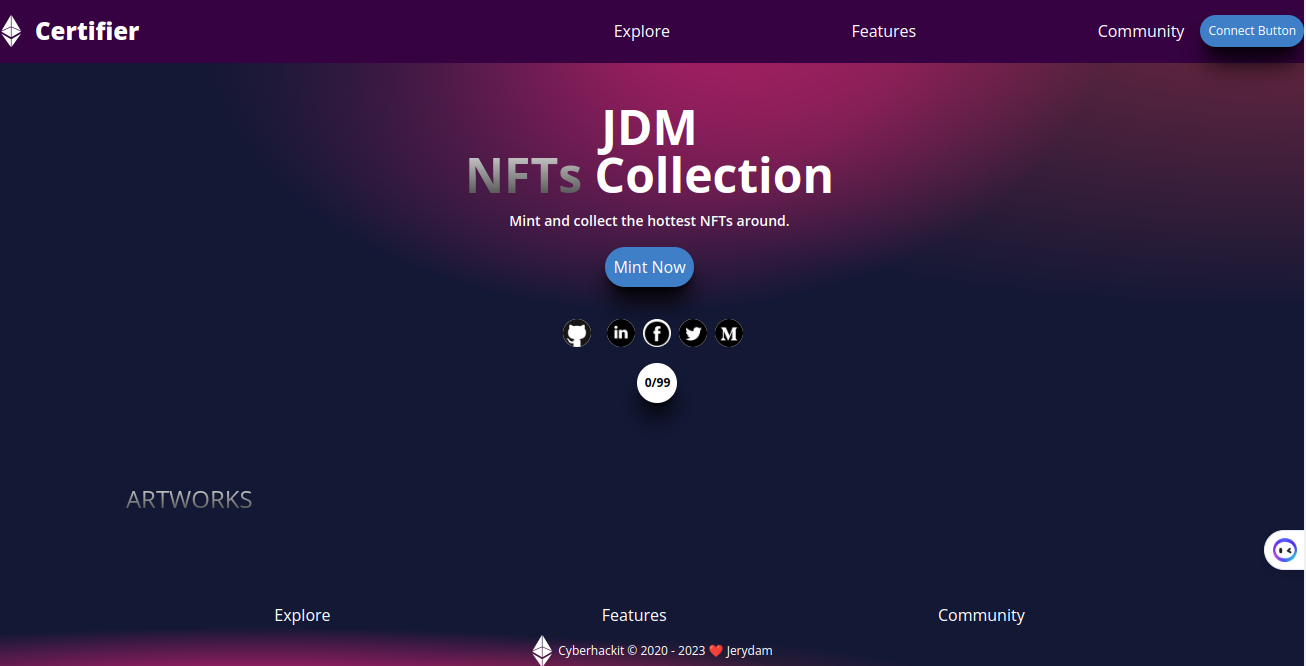 Certifier
Explore
Features
Community
Connect Button
JDM
NFTs Collection
Mint and collect the hottest NFTs around.
Mint Now
in
f
M
0/99
ARTWORKS
Explore
Features
Community
Cyberhackit © 2020 - 2023 ❤️ Jerydam